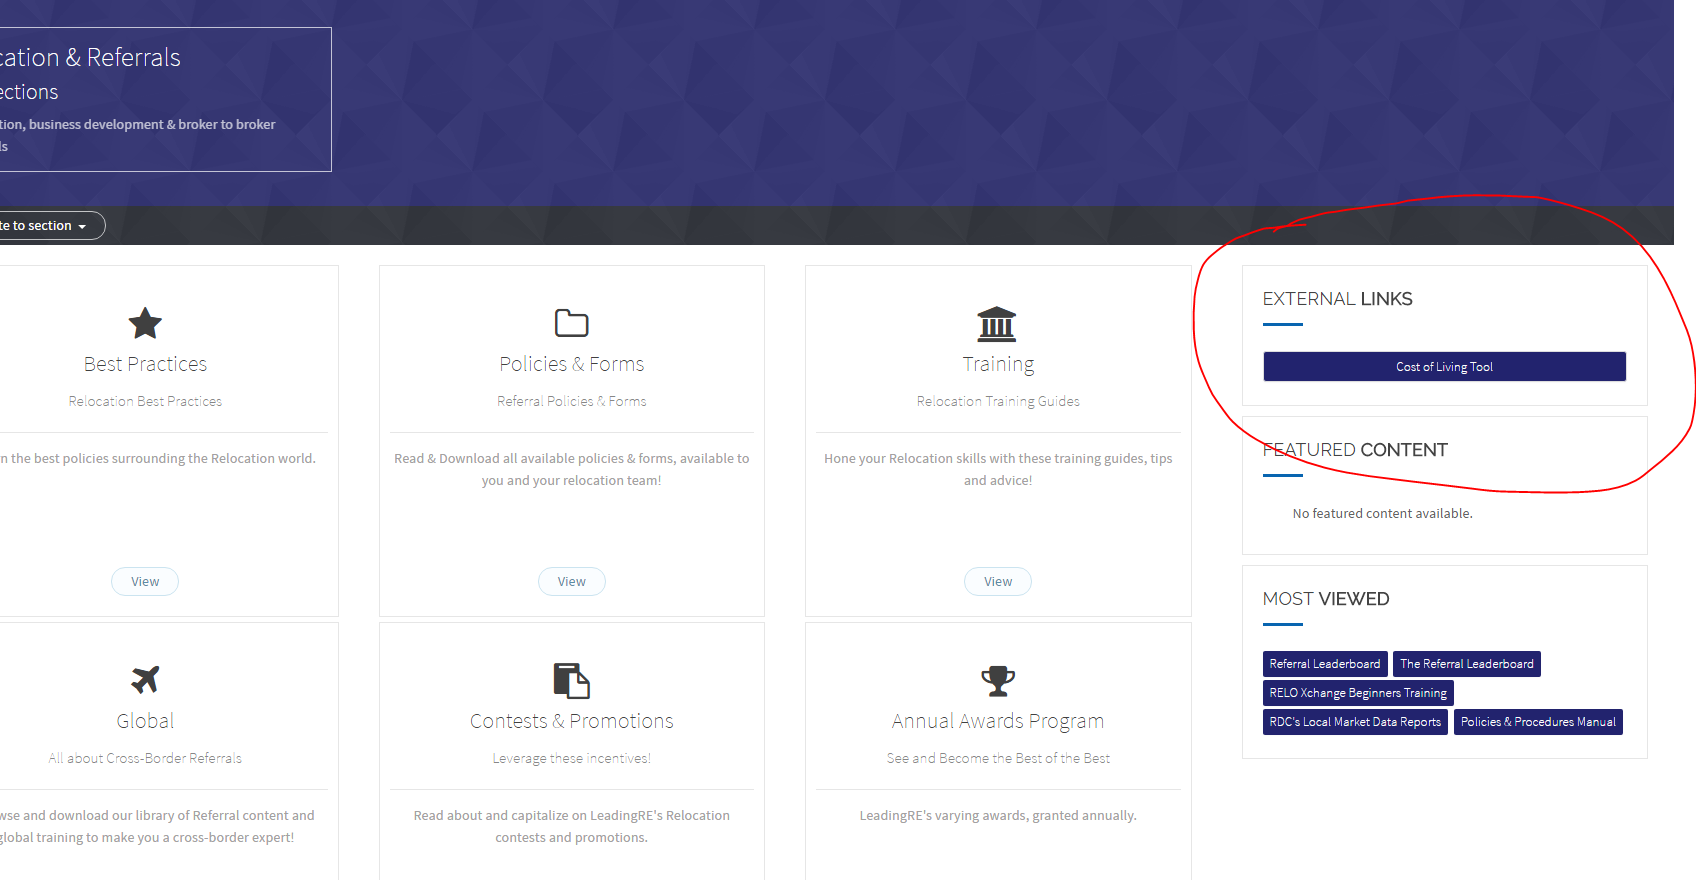 cation & Referrals
ections
tion, business development & broker to broker
ls
te to section
Best Practices
Relocation Best Practices
n the best policies surrounding the Relocation world.
View
Policies & Forms
Referral Policies & Forms
Read & Download all available policies & forms, available to
you and your relocation team!
View
Training
Relocation Training Guides
Hone your Relocation skills with these training guides, tips
and advice!
View
Global
All about Cross-Border Referrals
wse and download our library of Referral content and
global training to make you a cross-border expert!
Contests & Promotions
Leverage these incentives!
Read about and capitalize on LeadingRE's Relocation
contests and promotions.
Annual Awards Program
See and Become the Best of the Best
LeadingRE's varying awards, granted annually.
EXTERNAL LINKS
Cost of Living Tool
FEATURED CONTENT
No featured content available.
MOST VIEWED
Referral Leaderboard The Referral Leaderboard
RELO Xchange Beginners Training
RDC's Local Market Data Reports Policies & Procedures Manual